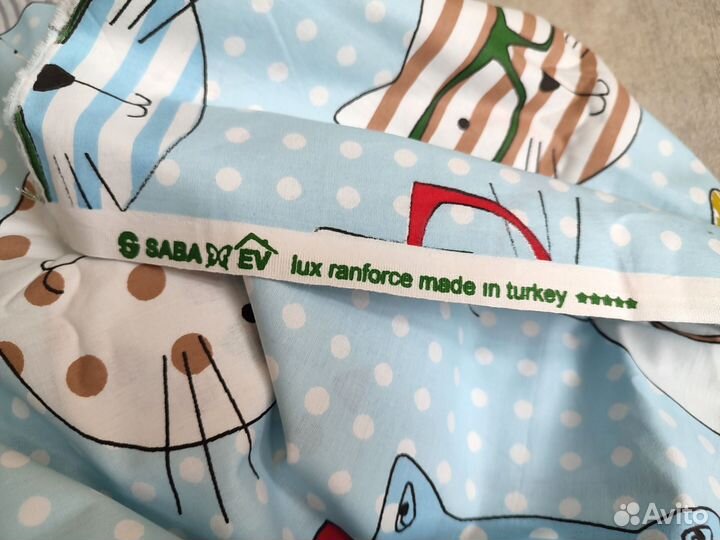 SABA EV lux ranforce made in turkey *****
Avito